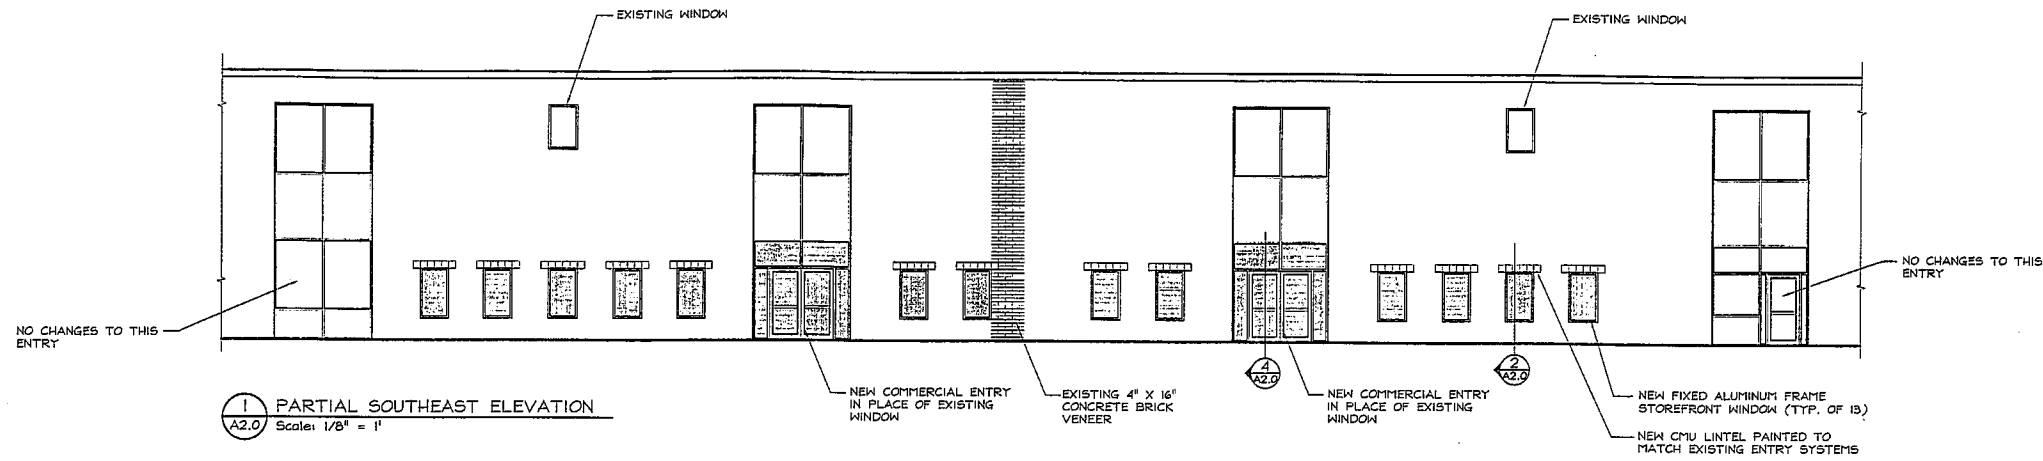 EXISTING WINDOW
EXISTING WINDOW
NO CHANGES TO THIS
ENTRY
NO CHANGES TO THIS
ENTRY
4
A2.0
2
A2.0
NEW COMMERCIAL ENTRY
IN PLACE OF EXISTING
WINDOW
EXISTING 4" X 16"
CONCRETE BRICK
VENEER
NEW COMMERCIAL ENTRY
IN PLACE OF EXISTING
WINDOW
NEW FIXED ALUMINUM FRAME
STOREFRONT WINDOW (TYP. OF 13)
NEW CMU LINTEL PAINTED TO
MATCH EXISTING ENTRY SYSTEMS
1
A2.0
PARTIAL SOUTHEAST ELEVATION
Scale: 1/8" = 1'